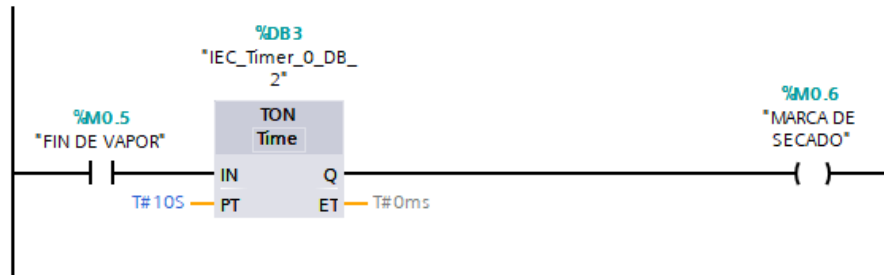 %DB3
"IEC_Timer_0_DB_
2"
%M0.5
"FIN DE VAPOR"
TON
Time
%M0.6
"MARCA DE
SECADO"
IN Q
T#10S PT ET T#0ms